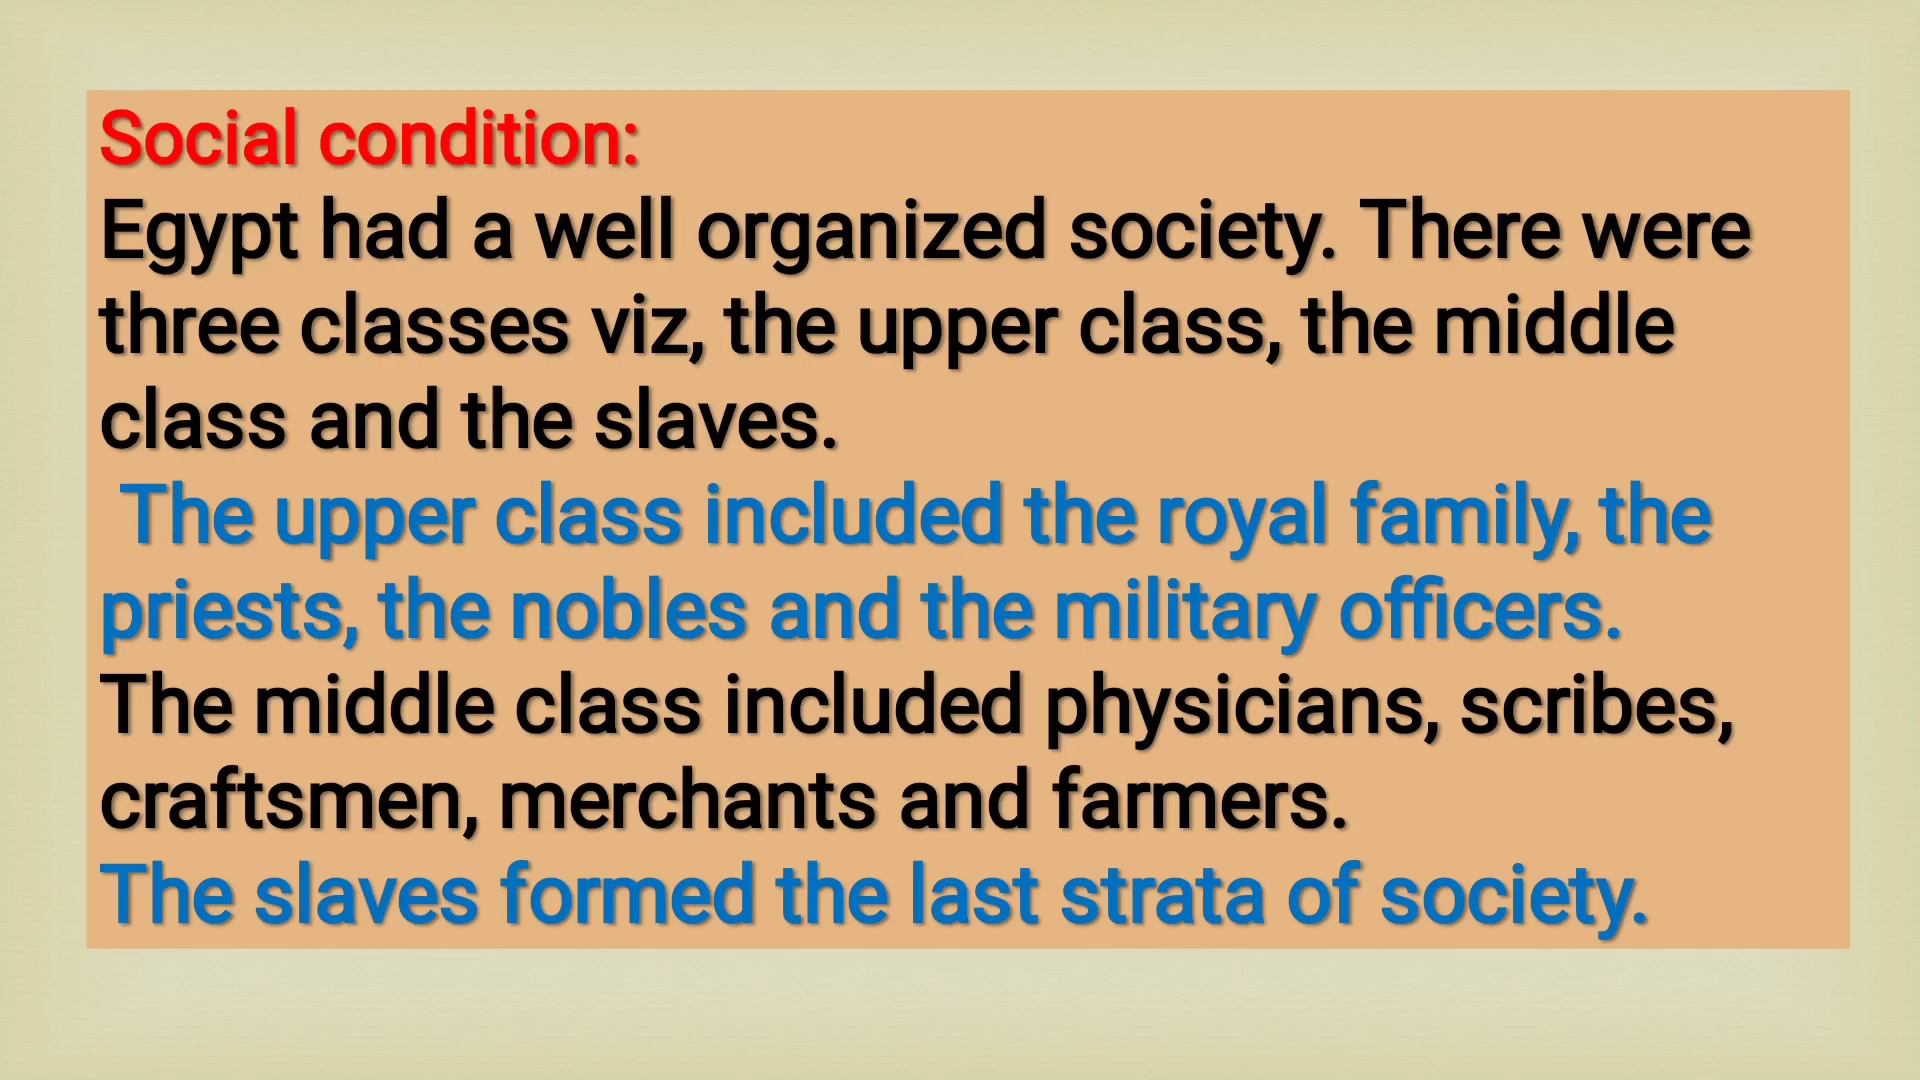 Social condition:
Egypt had a well organized society. There were
three classes viz, the upper class, the middle
class and the slaves.
The upper class included the royal family, the
priests, the nobles and the military officers.
The middle class included physicians, scribes,
craftsmen, merchants and farmers.
The slaves formed the last strata of society.